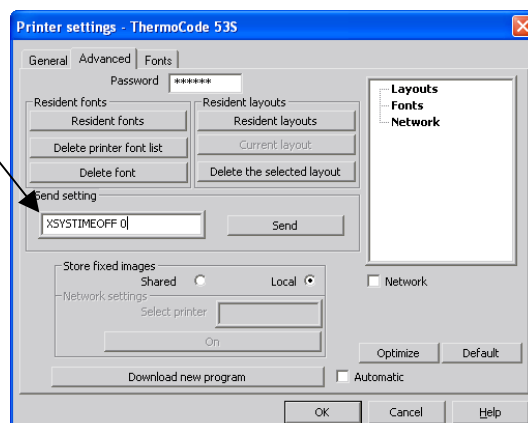 Printer settings - ThermoCode 53S
General Advanced Fonts
Password ******
Resident fonts
Resident fonts
Delete printer font list
Delete font
Resident layouts
Resident layouts
Current layout
Delete the selected layout
Send setting
XSYSTIMEOFF 0
Send
Store fixed images
Shared Local
Network settings
Select printer
On
Download new program
Layouts
Fonts
Network
Network
Optimize Default
Automatic
OK Cancel Help